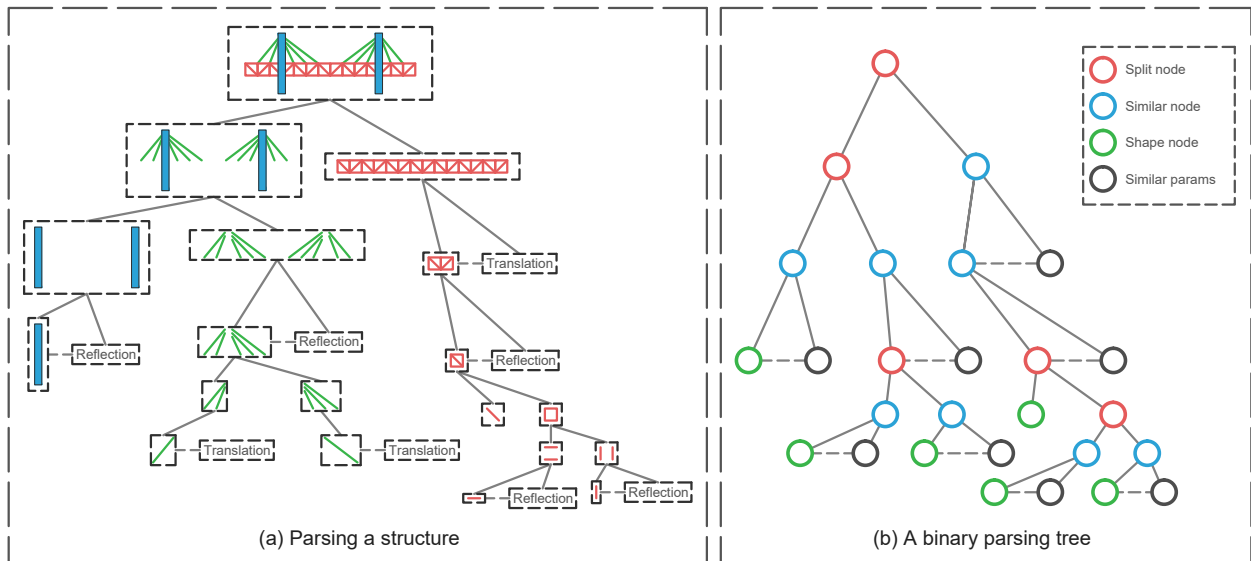 Translation
Reflection
Reflection
Reflection
Translation
Translation
Reflection
Reflection
(a) Parsing a structure
Split node
Similar node
Shape node
Similar params
(b) A binary parsing tree